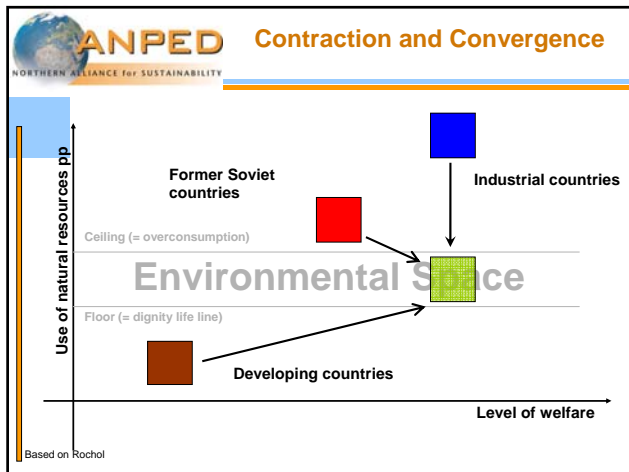 ANPED
NORTHERN ALLIANCE for SUSTAINABILITY
Contraction and Convergence
Use of natural resources pp
Former Soviet
countries
Industrial countries
Ceiling (= overconsumption)
Environmental Space
Floor (= dignity life line)
Developing countries
Level of welfare
Based on Rochol